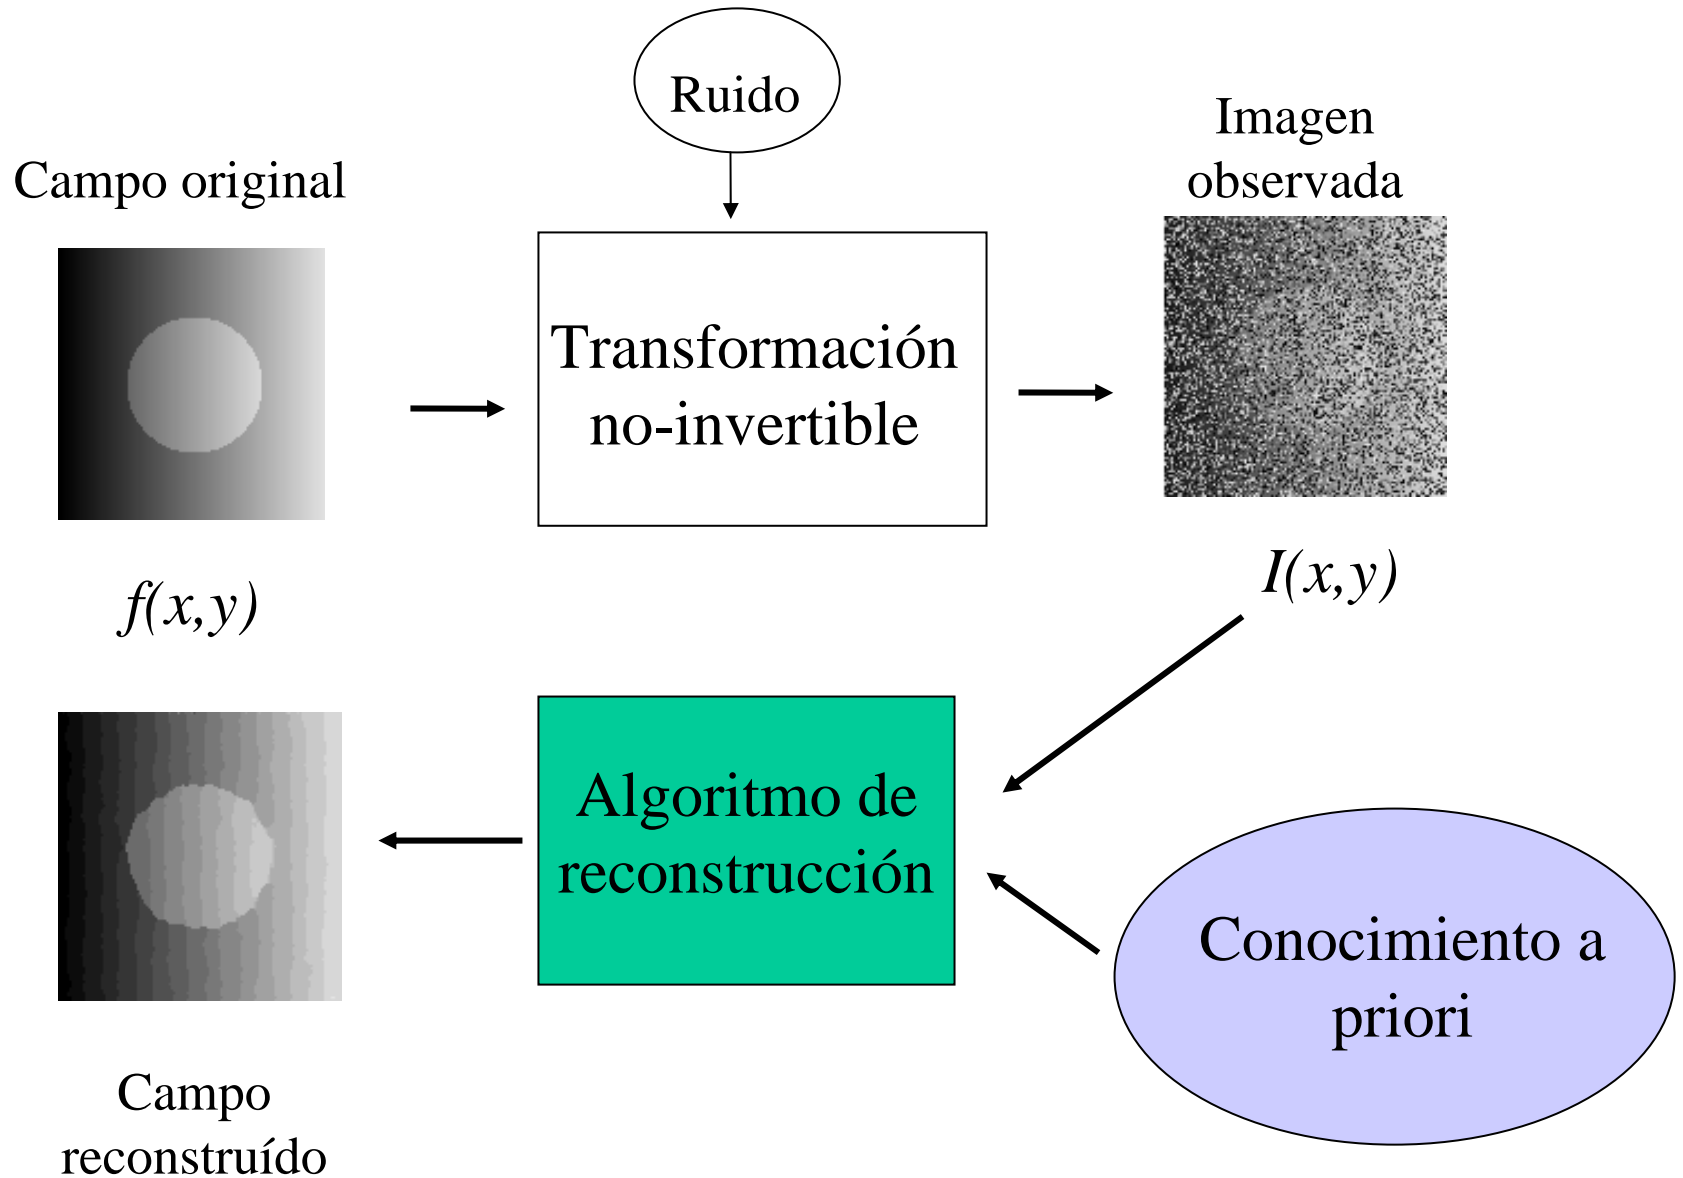 Ruido
Imagen
observada
Campo original
Transformación
no-invertible
f(x,y)
I(x,y)
Algoritmo de
reconstrucción
Conocimiento a
priori
Campo
reconstruído